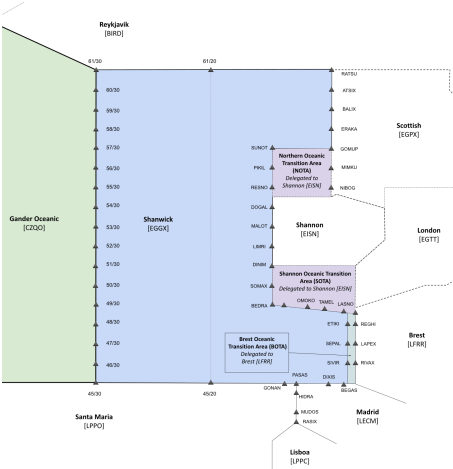 Reykjavik
[BIRD]
61/30
61/20
RATSU
60/30
ATSIX
59/30
BALIX
58/30
ERAKA
Scottish
[EGPX]
57/30
SUNOT
GOMUP
Northern Oceanic
Transition Area
(NOTA)
Delegated to
Shannon [EISN]
56/30
PIKIL
MIMKU
55/30
RESNO
NIBOG
54/30
DOGAL
Gander Oceanic
[CZQO]
Shanwick
[EGGX]
53/30
MALOT
Shannon
[EISN]
London
[EGTT]
52/30
LIMRI
51/30
DINIM
Shannon Oceanic Transition
Area (SOTA)
Delegated to Shannon [EISN]
50/30
SOMAX
49/30
BEDRA
OMOKO
TAMEL
LASNO
48/30
ETIKI
REGHI
Brest Oceanic
Transition Area (BOTA)
Delegated to
Brest [LFRR]
Brest
[LFRR]
47/30
SEPAL
LAPEX
46/30
SIVIR
RIVAX
45/30
45/20
GONAN
PASAS
DIXIS
BEGAS
HIDRA
Santa Maria
[LPPO]
MUDOS
Madrid
[LECM]
RASIX
Lisboa
[LPPC]